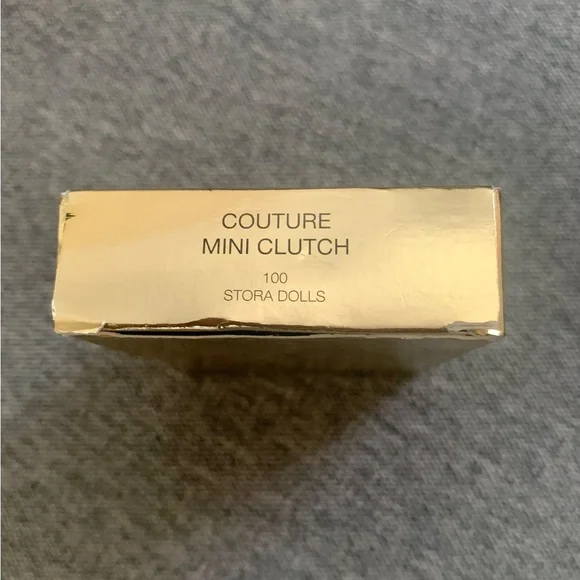 COUTURE
MINI CLUTCH
100
STORA DOLLS